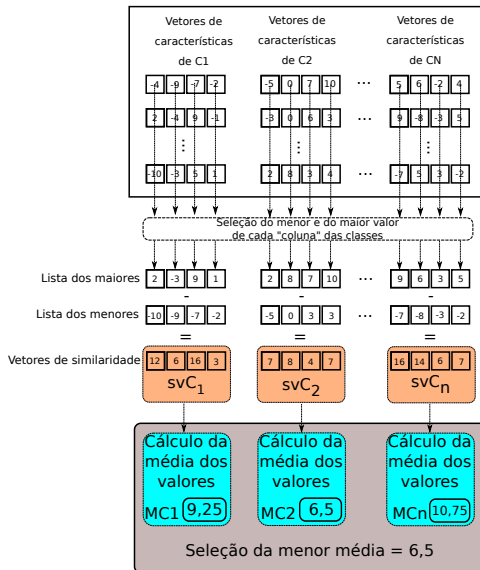 Vetores de características de C1
Vetores de características de C2
Vetores de características de CN
-4 -9 -7 -2
-5 0 7 10
...
5 6 -2 4
2 -4 9 -1
-3 0 6 3
9 -8 -3 5
...
...
...
-10 -3 5 1
2 8 3 4
...
-7 5 3 -2
Seleção do menor e do maior valor
de cada "coluna" das classes
Lista dos maiores
2 -3 9 1
2 8 7 10
...
9 6 3 5
-
-
-
Lista dos menores
-10 -9 -7 -2
-5 0 3 3
...
-7 -8 -3 -2
=
=
=
Vetores de similaridade
12 6 16 3
7 8 4 7
16 14 6 7
svC1
svC2
svCn
Cálculo da
média dos
valores
MC1 9,25
Cálculo da
média dos
valores
MC2 6,5
Cálculo da
média dos
valores
MCn 10,75
Seleção da menor média = 6,5